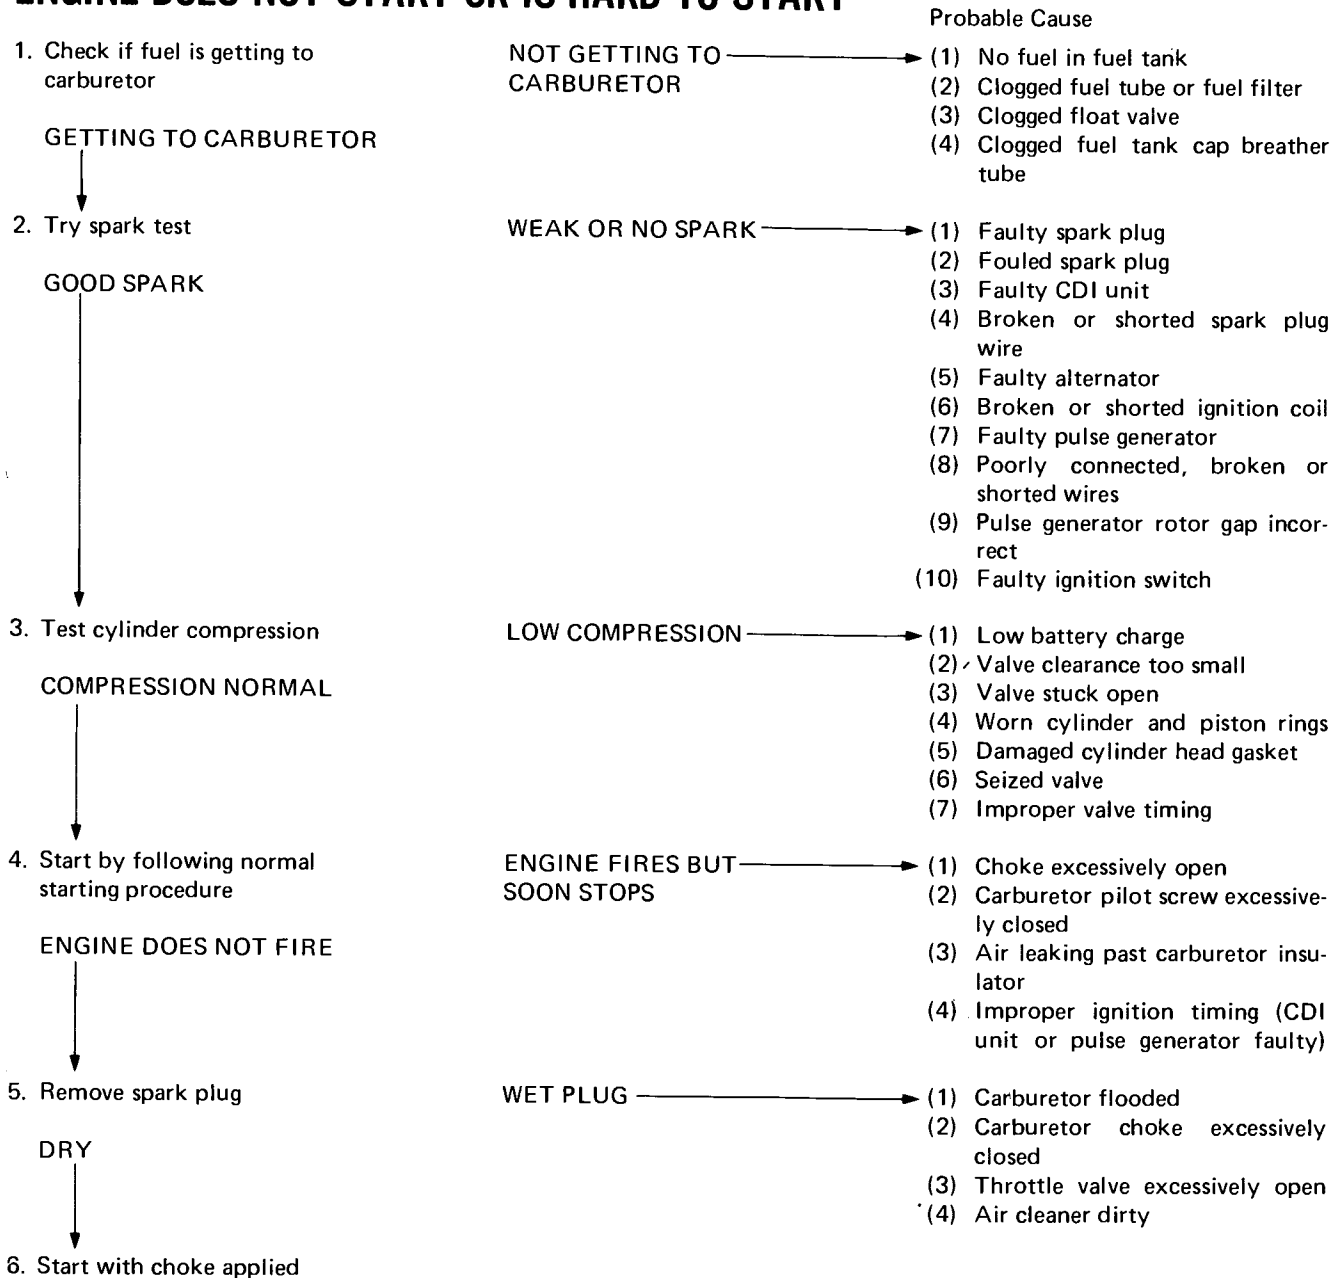 ENGINE DOES NOT START OR IS HARD TO START
Probable Cause
1. Check if fuel is getting to
carburetor
GETTING TO CARBURETOR
NOT GETTING TO
CARBURETOR
(1) No fuel in fuel tank
(2) Clogged fuel tube or fuel filter
(3) Clogged float valve
(4) Clogged fuel tank cap breather
tube
2. Try spark test
GOOD SPARK
WEAK OR NO SPARK
(1) Faulty spark plug
(2) Fouled spark plug
(3) Faulty CDI unit
(4) Broken or shorted spark plug
wire
(5) Faulty alternator
(6) Broken or shorted ignition coil
(7) Faulty pulse generator
(8) Poorly connected, broken or
shorted wires
(9) Pulse generator rotor gap incor-
rect
(10) Faulty ignition switch
3. Test cylinder compression
COMPRESSION NORMAL
LOW COMPRESSION
(1) Low battery charge
(2) Valve clearance too small
(3) Valve stuck open
(4) Worn cylinder and piston rings
(5) Damaged cylinder head gasket
(6) Seized valve
(7) Improper valve timing
4. Start by following normal
starting procedure
ENGINE DOES NOT FIRE
ENGINE FIRES BUT
SOON STOPS
(1) Choke excessively open
(2) Carburetor pilot screw excessive-
ly closed
(3) Air leaking past carburetor insu-
lator
(4) Improper ignition timing (CDI
unit or pulse generator faulty)
5. Remove spark plug
DRY
WET PLUG
(1) Carburetor flooded
(2) Carburetor choke excessively
closed
(3) Throttle valve excessively open
(4) Air cleaner dirty
6. Start with choke applied